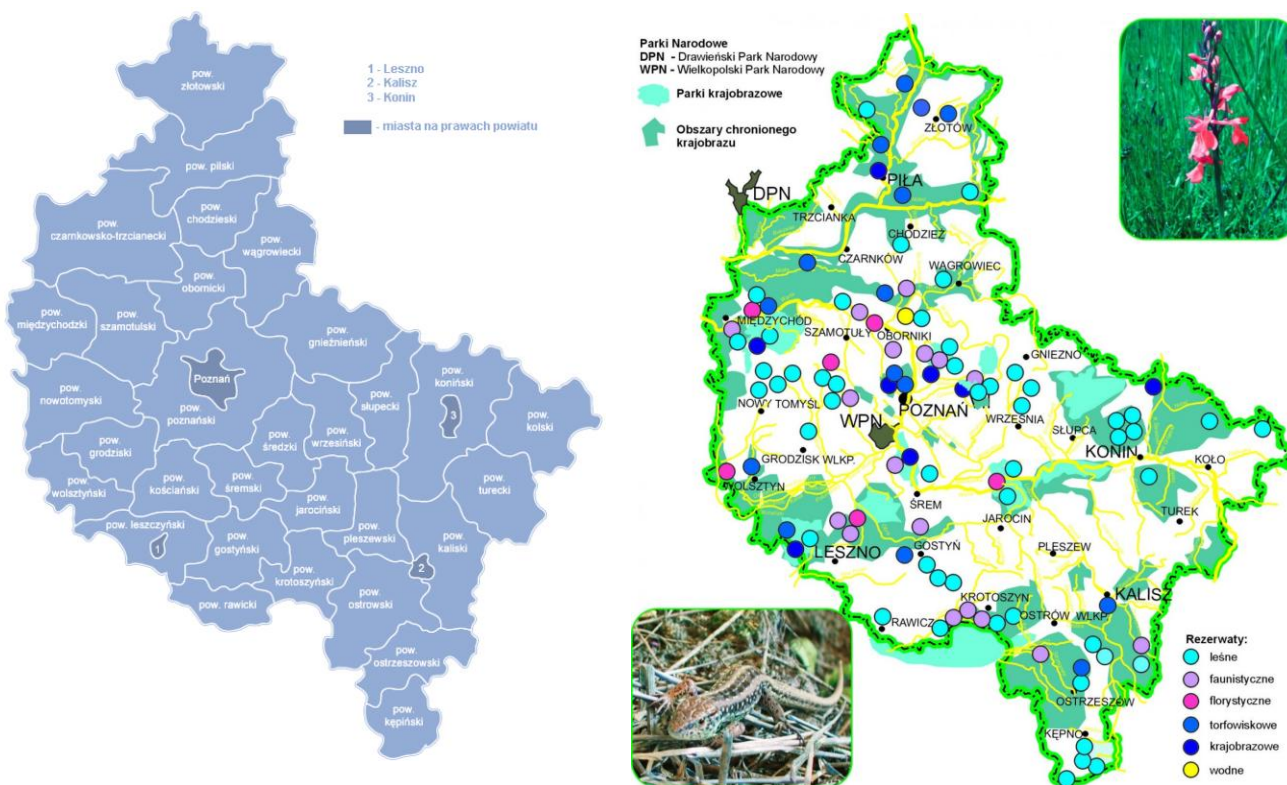 1 - Leszno
2 - Kalisz
3 - Konin
- miasta na prawach powiatu
pow.
złotowski
pow. pilski
pow.
chodzieski
pow.
czarnkowsko-trzcianecki
pow.
wągrowiecki
pow.
obornicki
pow.
międzychodzki
pow.
szamotulski
pow.
gnieźnieński
pow.
koniński
Poznań
pow.
słupecki
pow.
nowotomyski
pow.
poznański
3
pow.
kolski
pow.
średzki
pow.
wrzesiński
pow.
grodziski
pow.
wolsztyński
pow.
kościański
pow.
śremski
pow.
turecki
pow.
jarociński
pow. leszczyński
1
pow.
gostyński
pow.
pleszewski
pow.
kaliski
2
pow.
krotoszyński
pow. rawicki
pow.
ostrowski
pow.
ostrzeszowski
pow.
kępiński
Parki Narodowe
DPN - Drawieński Park Narodowy
WPN - Wielkopolski Park Narodowy
Parki krajobrazowe
Obszary chronionego
krajobrazu
ZŁOTÓW
PIŁA
DPN
TRZCIANKA
CHODZIEŻ
CZARNKÓW
WĄGROWIEC
MIĘDZYCHÓD
SZAMOTUŁY
OBORNIKI
GNIEZNO
NOWY TOMYŚL
POZNAŃ
WPN
WRZEŚNIA
SŁUPCA
KONIN
GRODZISK WLKP.
KOŁO
WOLSZTYN
ŚREM
TUREK
JAROCIN
LESZNO
GOSTYŃ
PLESZEW
KALISZ
KROTOSZYN
RAWICZ
OSTRÓW WLKP.
OSTRZESZÓW
KĘPNO
Rezerwaty:
leśne
faunistyczne
florystyczne
torfowiskowe
krajobrazowe
wodne